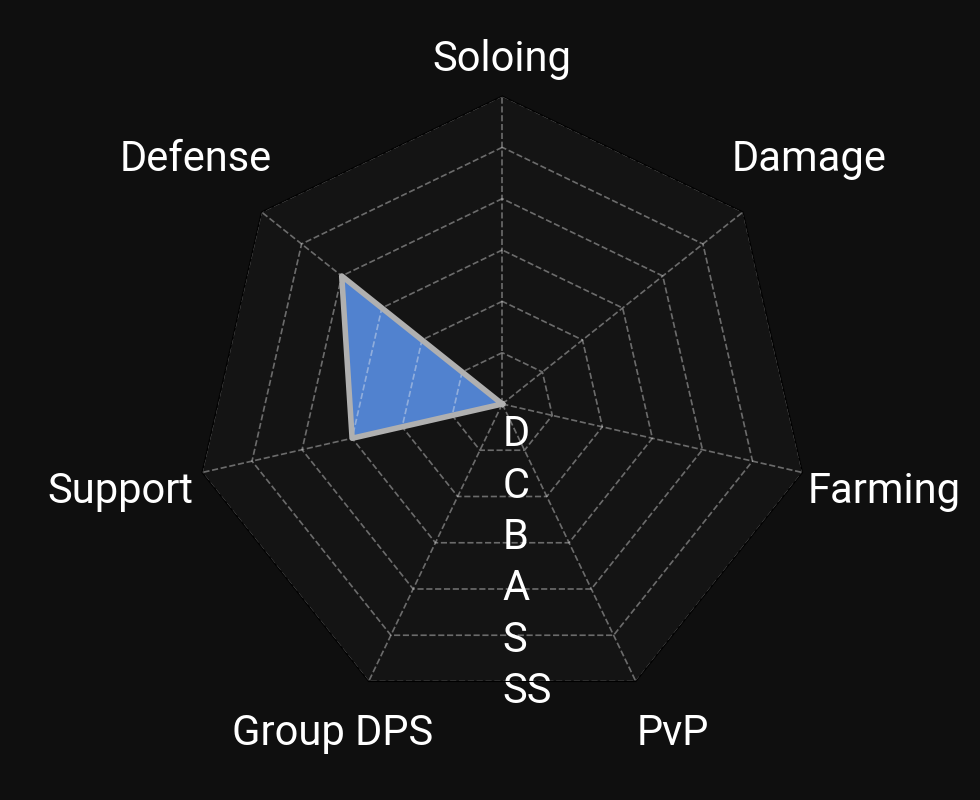 Soloing
Defense
Damage
D
C
Support
Farming
B
A
S
SS
Group DPS
PvP